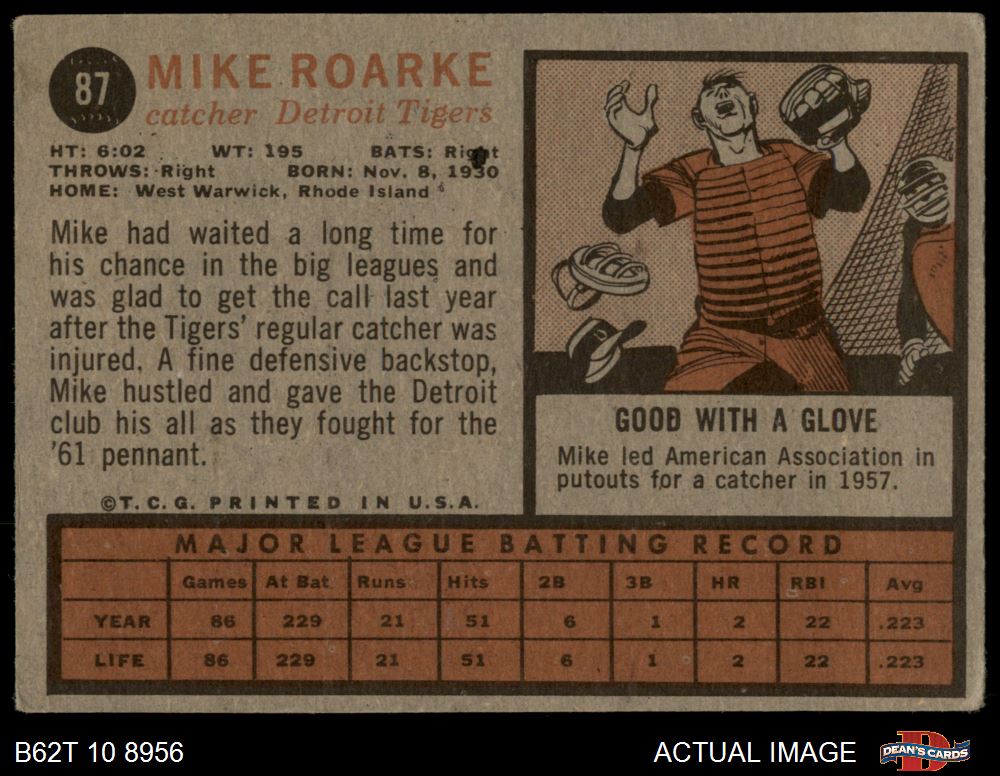 87
MIKE ROARKE
catcher Detroit Tigers
HT: 6:02 WT: 195 BATS: Right
THROWS: Right BORN: Nov. 8, 1930
HOME: West Warwick, Rhode Island
Mike had waited a long time for
his chance in the big leagues and
was glad to get the call last year
after the Tigers' regular catcher was
injured. A fine defensive backstop,
Mike hustled and gave the Detroit
club his all as they fought for the
'61 pennant.
©T.C.G. PRINTED IN U.S.A.
GOOD WITH A GLOVE
Mike led American Association in
putouts for a catcher in 1957.
MAJOR LEAGUE BATTING RECORD
Games At Bat Runs Hits 2B 3B HR RBI Avg
YEAR 86 229 21 51 6 1 2 22 .223
LIFE 86 229 21 51 6 1 2 22 .223
B62T 10 8956
ACTUAL IMAGE
DEAN'S CARDS